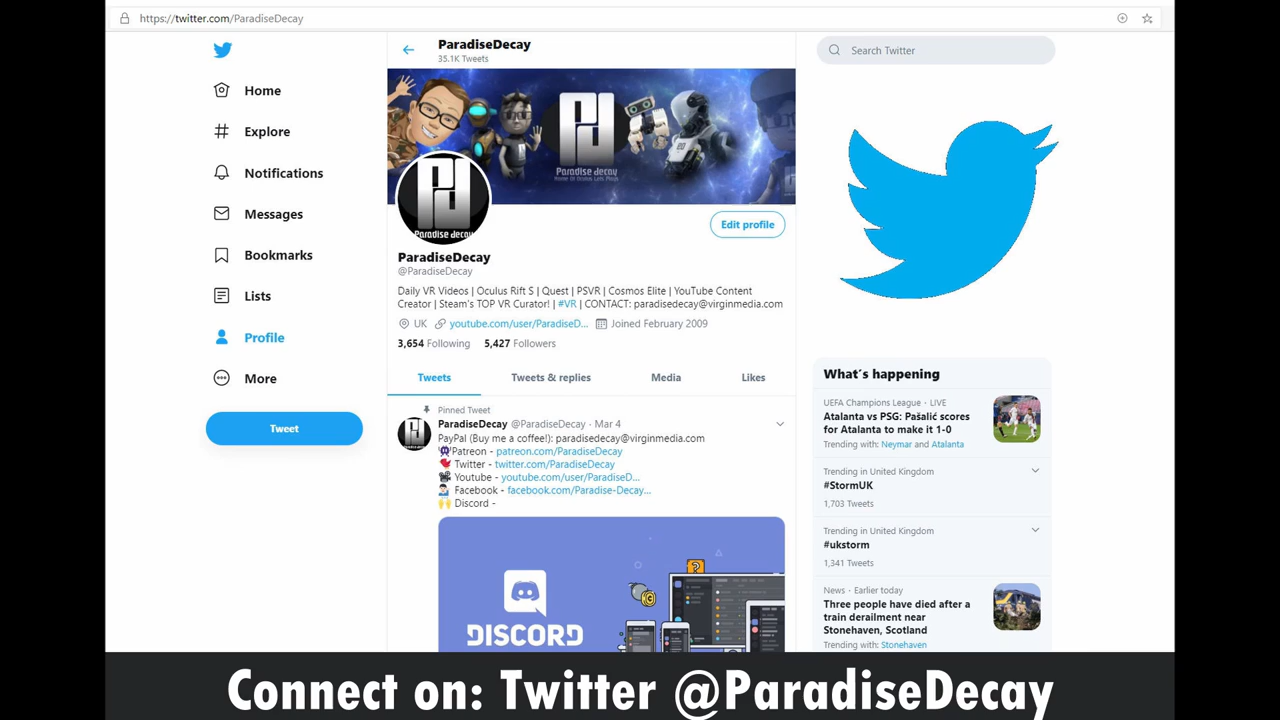 https://twitter.com/ParadiseDecay
Home
Explore
Notifications
Messages
Bookmarks
Lists
Profile
More
Tweet
ParadiseDecay
35.1K Tweets
Paradise decay
Paradise decay
Edit profile
ParadiseDecay
@ParadiseDecay
Daily VR Videos | Oculus Rift S | Quest | PSVR | Cosmos Elite | YouTube Content
Creator | Steam's TOP VR Curator! | #VR | CONTACT: paradisedecay@virginmedia.com
UK youtube.com/user/ParadiseD... Joined February 2009
3,654 Following 5,427 Followers
Tweets Tweets & replies Media Likes
Pinned Tweet
ParadiseDecay @ParadiseDecay · Mar 4
PayPal (Buy me a coffee!): paradisedecay@virginmedia.com
Patreon - patreon.com/ParadiseDecay
Twitter - twitter.com/ParadiseDecay
Youtube - youtube.com/user/ParadiseD...
Facebook - facebook.com/Paradise-Decay...
Discord -
DISCORD
Search Twitter
What's happening
UEFA Champions League · LIVE
Atalanta vs PSG: Pašalić scores
for Atalanta to make it 1-0
Trending with: Neymar and Atalanta
Trending in United Kingdom
#StormUK
1,703 Tweets
Trending in United Kingdom
#ukstorm
1,341 Tweets
News · Earlier today
Three people have died after a
train derailment near
Stonehaven, Scotland
Trending with: Stonehaven
Connect on: Twitter @ParadiseDecay